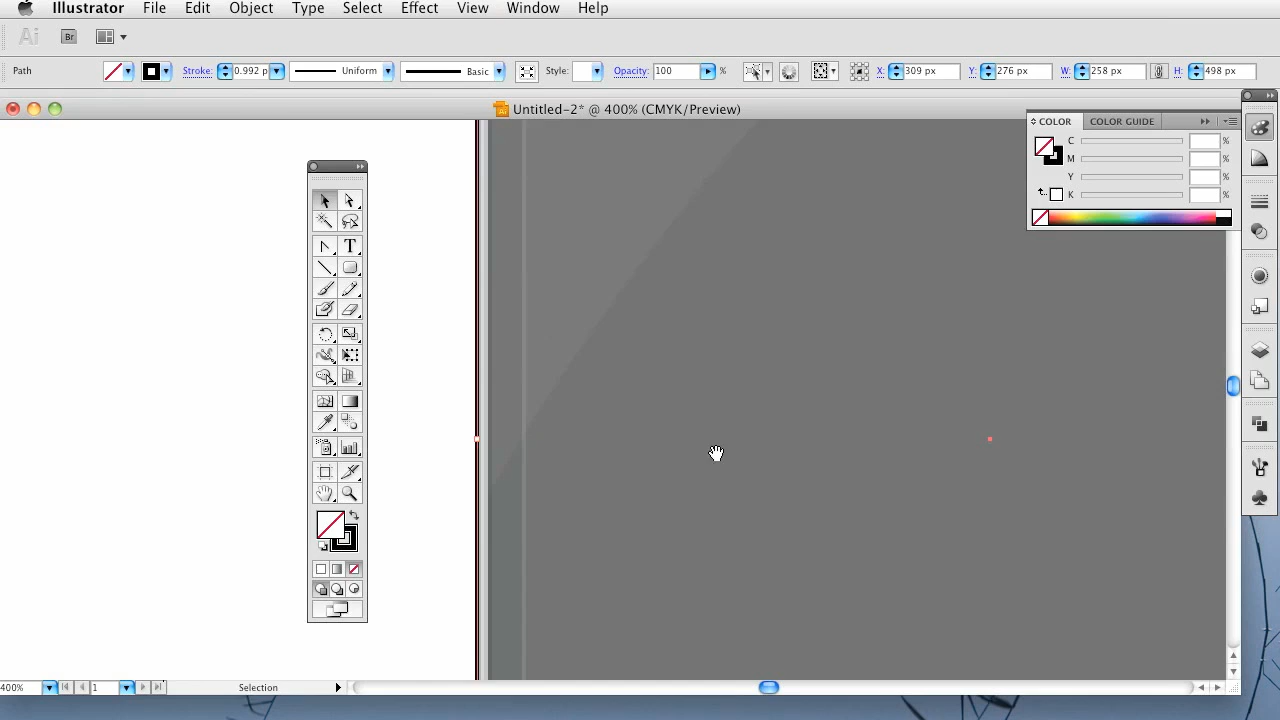 Illustrator File Edit Object Type Select Effect View Window Help
Ai Br
Path Stroke: 0.992 p Uniform Basic Style: Opacity: 100 % X: 309 px Y: 276 px W: 258 px H: 498 px
Untitled-2* @ 400% (CMYK/Preview)
COLOR COLOR GUIDE
C %
M %
Y %
K %
T
400% 1 Selection